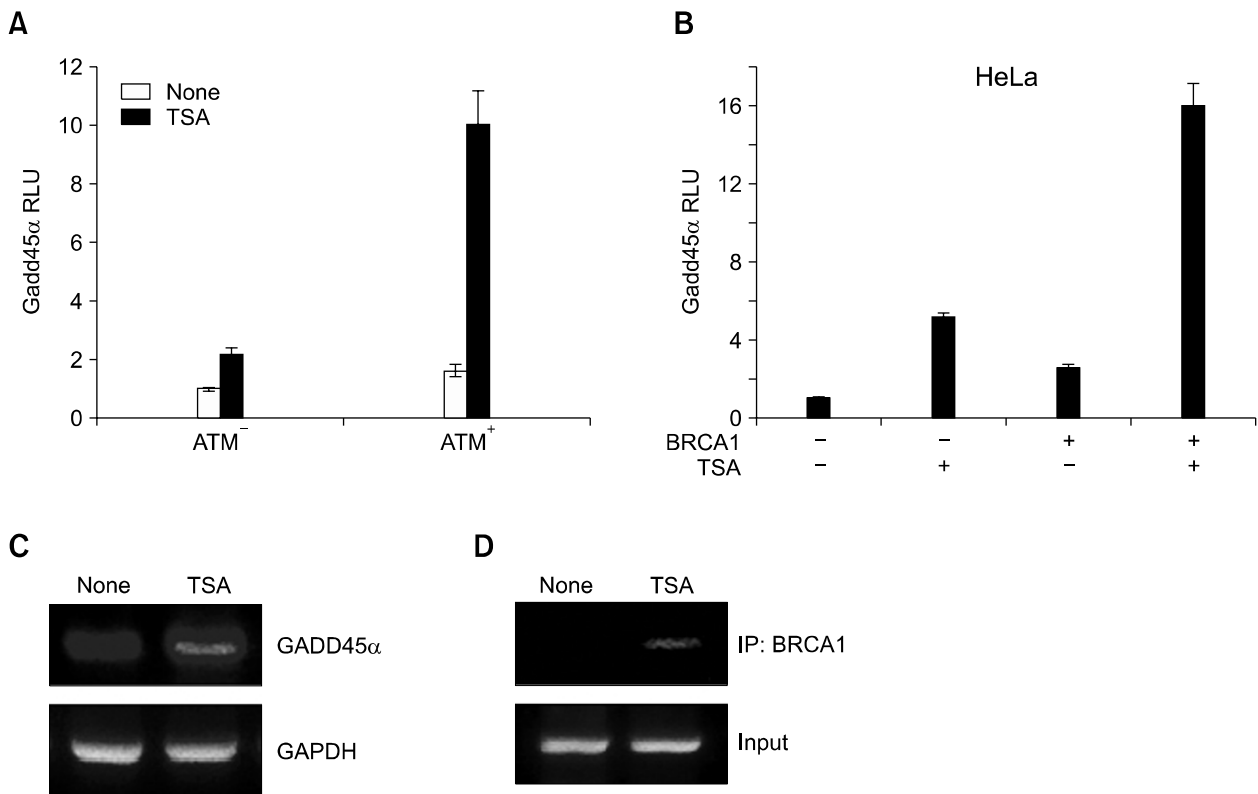 A
Gadd45α RLU
12
10
8
6
4
2
0
None
TSA
ATM⁻
ATM⁺
B
HeLa
Gadd45α RLU
16
12
8
4
0
BRCA1 − − + +
TSA − + − +
C
None TSA
GADD45α
GAPDH
D
None TSA
IP: BRCA1
Input